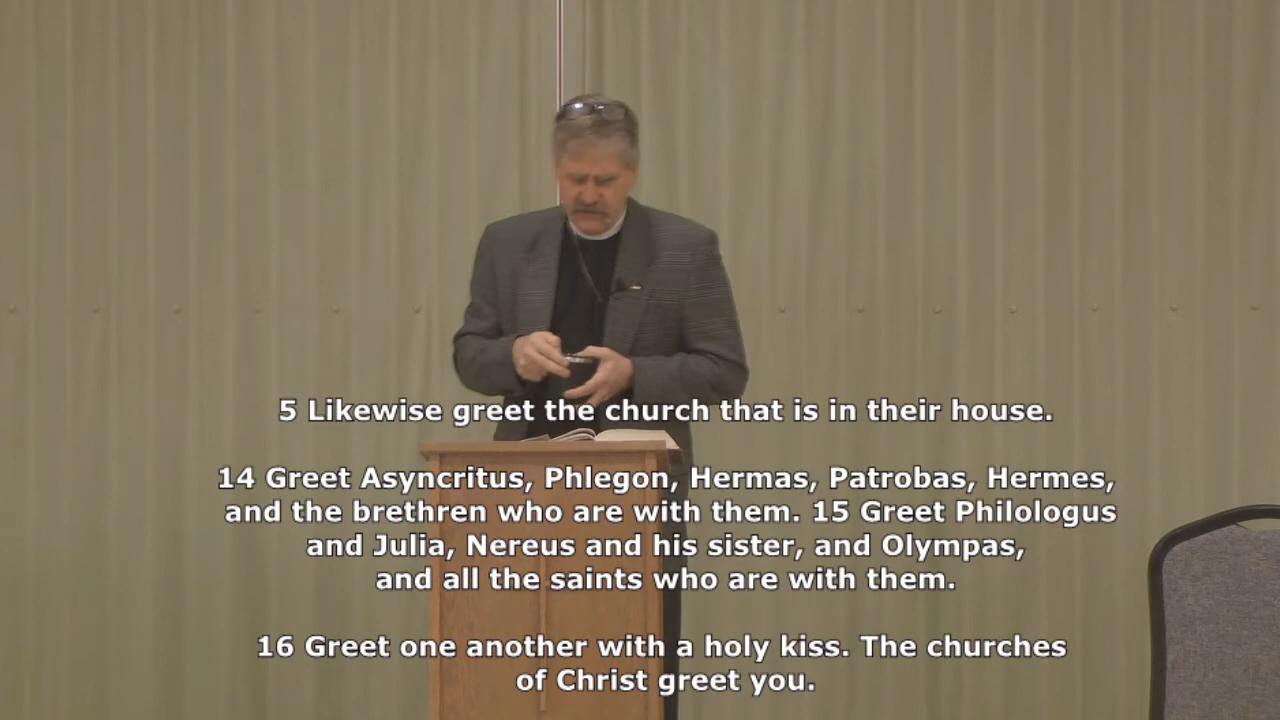 5 Likewise greet the church that is in their house.
14 Greet Asyncritus, Phlegon, Hermas, Patrobas, Hermes,
and the brethren who are with them. 15 Greet Philologus
and Julia, Nereus and his sister, and Olympas,
and all the saints who are with them.
16 Greet one another with a holy kiss. The churches
of Christ greet you.